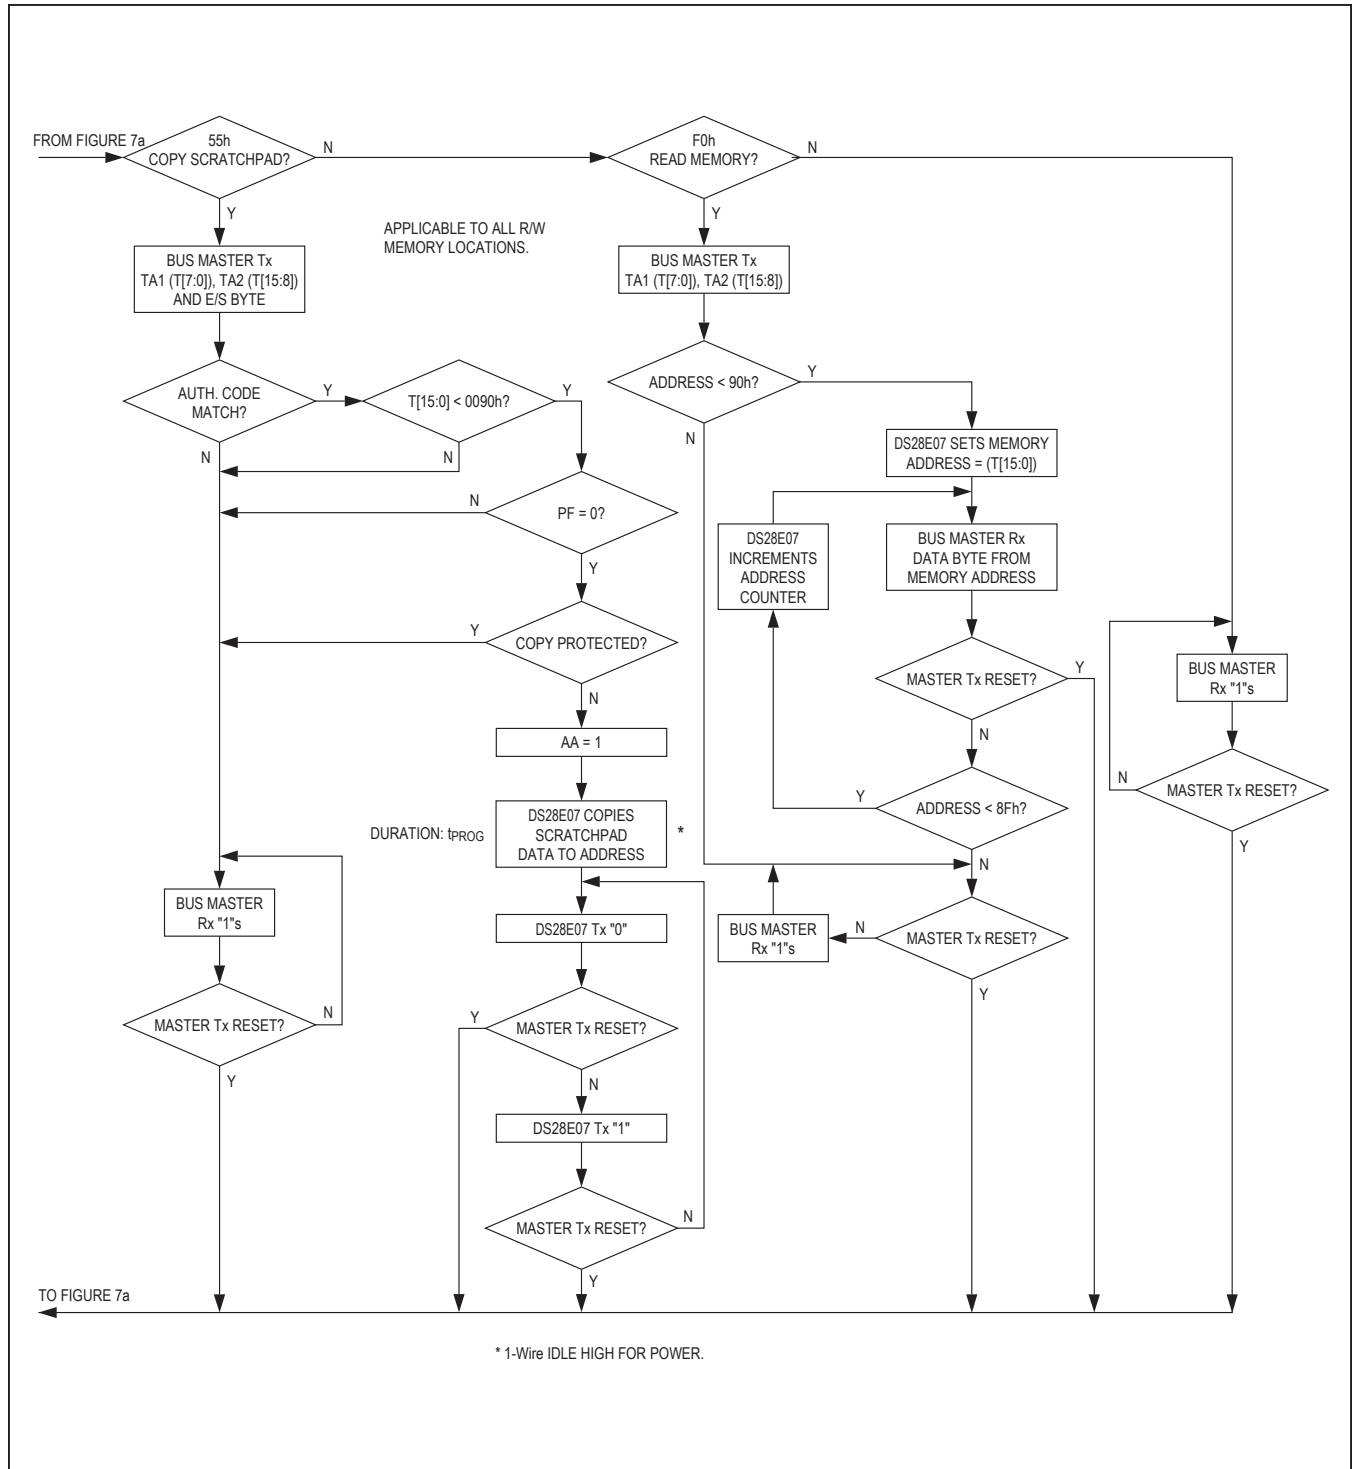 FROM FIGURE 7a
55h
COPY SCRATCHPAD?
N
F0h
READ MEMORY?
N
Y
Y
APPLICABLE TO ALL R/W
MEMORY LOCATIONS.
BUS MASTER Tx
TA1 (T[7:0]), TA2 (T[15:8])
AND E/S BYTE
BUS MASTER Tx
TA1 (T[7:0]), TA2 (T[15:8])
AUTH. CODE
MATCH?
Y
T[15:0] < 0090h?
Y
ADDRESS < 90h?
Y
N
N
N
DS28E07 SETS MEMORY
ADDRESS = (T[15:0])
N
PF = 0?
Y
DS28E07
INCREMENTS
ADDRESS
COUNTER
BUS MASTER Rx
DATA BYTE FROM
MEMORY ADDRESS
Y
COPY PROTECTED?
N
MASTER Tx RESET?
Y
N
BUS MASTER
Rx "1"s
AA = 1
Y
ADDRESS < 8Fh?
N
N
MASTER Tx RESET?
Y
DURATION: tPROG
DS28E07 COPIES
SCRATCHPAD
DATA TO ADDRESS
*
BUS MASTER
Rx "1"s
DS28E07 Tx "0"
BUS MASTER
Rx "1"s
N
MASTER Tx RESET?
Y
MASTER Tx RESET?
N
Y
Y
MASTER Tx RESET?
N
DS28E07 Tx "1"
MASTER Tx RESET?
N
Y
TO FIGURE 7a
* 1-Wire IDLE HIGH FOR POWER.